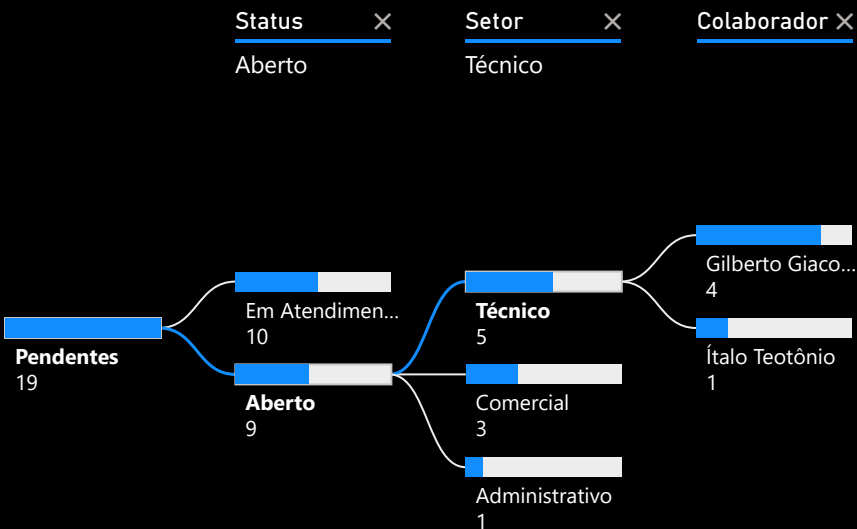 Status
Setor
Colaborador
Aberto
Técnico
Pendentes
19
Em Atendimen...
10
Aberto
9
Técnico
5
Comercial
3
Administrativo
1
Gilberto Giaco...
4
Ítalo Teotônio
1